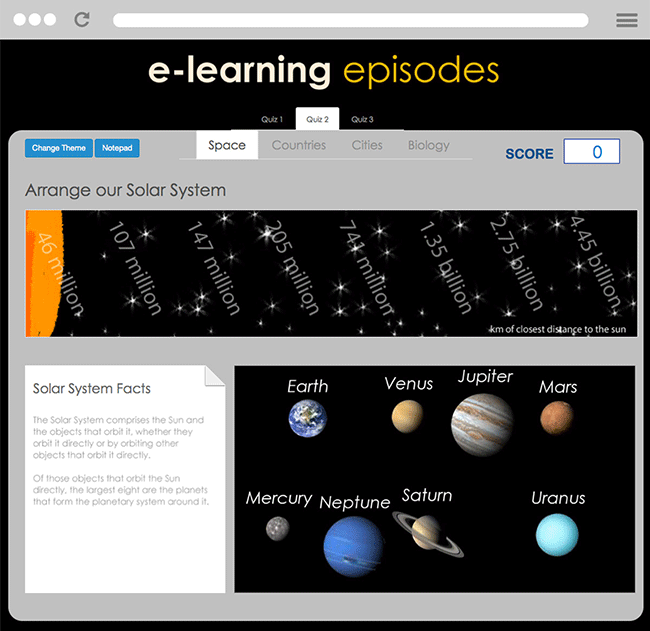 e-learning episodes
Quiz 1 Quiz 2 Quiz 3
Change Theme Notepad Space Countries Cities Biology SCORE 0
Arrange our Solar System
46 million 107 million 147 million 205 million 741 million 1.35 billion 2.75 billion 4.45 billion
km of closest distance to the sun
Solar System Facts
The Solar System comprises the Sun and
the objects that orbit it, whether they
orbit it directly or by orbiting other
objects that orbit it directly.
Of those objects that orbit the Sun
directly, the largest eight are the planets
that form the planetary system around it.
Earth Venus Jupiter Mars
Mercury Neptune Saturn Uranus